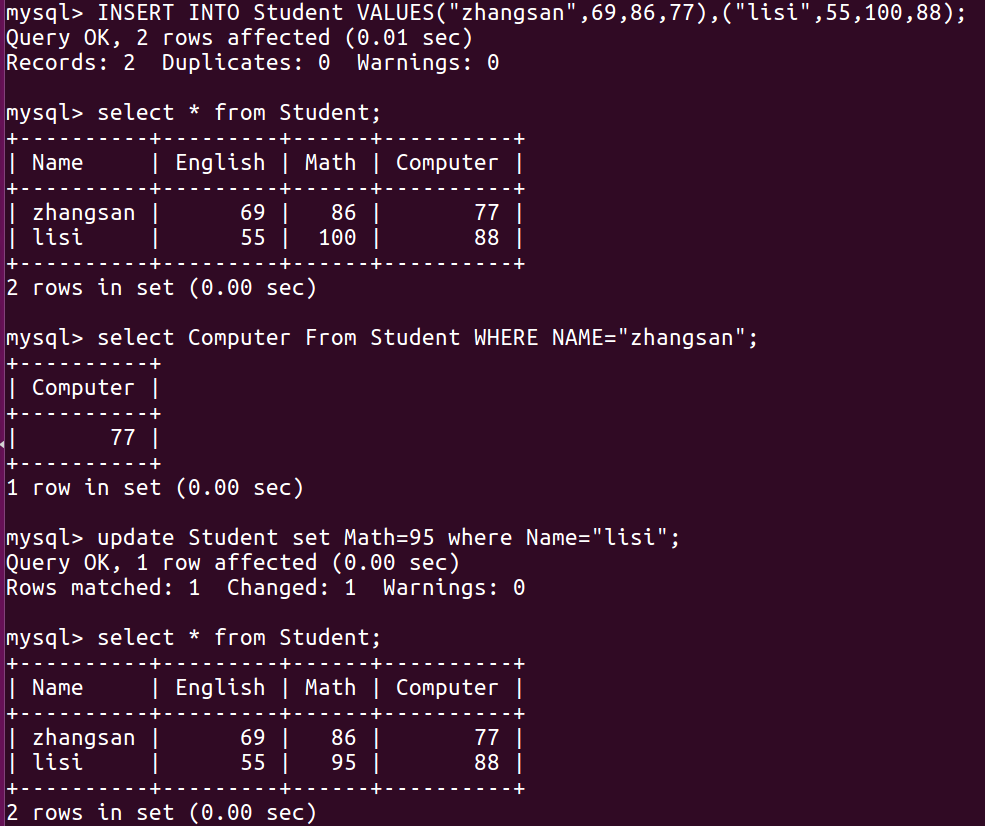 mysql> INSERT INTO Student VALUES("zhangsan",69,86,77),("lisi",55,100,88);
Query OK, 2 rows affected (0.01 sec)
Records: 2  Duplicates: 0  Warnings: 0

mysql> select * from Student;
+----------+---------+------+----------+
| Name     | English | Math | Computer |
+----------+---------+------+----------+
| zhangsan |      69 |   86 |       77 |
| lisi     |      55 |  100 |       88 |
+----------+---------+------+----------+
2 rows in set (0.00 sec)

mysql> select Computer From Student WHERE NAME="zhangsan";
+----------+
| Computer |
+----------+
|       77 |
+----------+
1 row in set (0.00 sec)

mysql> update Student set Math=95 where Name="lisi";
Query OK, 1 row affected (0.00 sec)
Rows matched: 1  Changed: 1  Warnings: 0

mysql> select * from Student;
+----------+---------+------+----------+
| Name     | English | Math | Computer |
+----------+---------+------+----------+
| zhangsan |      69 |   86 |       77 |
| lisi     |      55 |   95 |       88 |
+----------+---------+------+----------+
2 rows in set (0.00 sec)